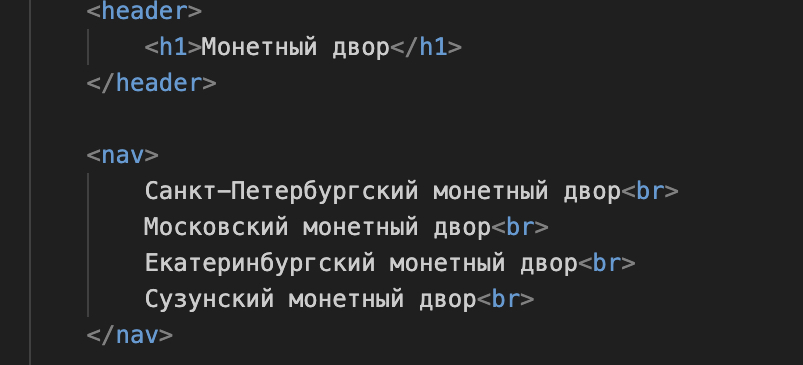 <header>
<h1>Монетный двор</h1>
</header>
<nav>
Санкт-Петербургский монетный двор<br>
Московский монетный двор<br>
Екатеринбургский монетный двор<br>
Сузунский монетный двор<br>
</nav>